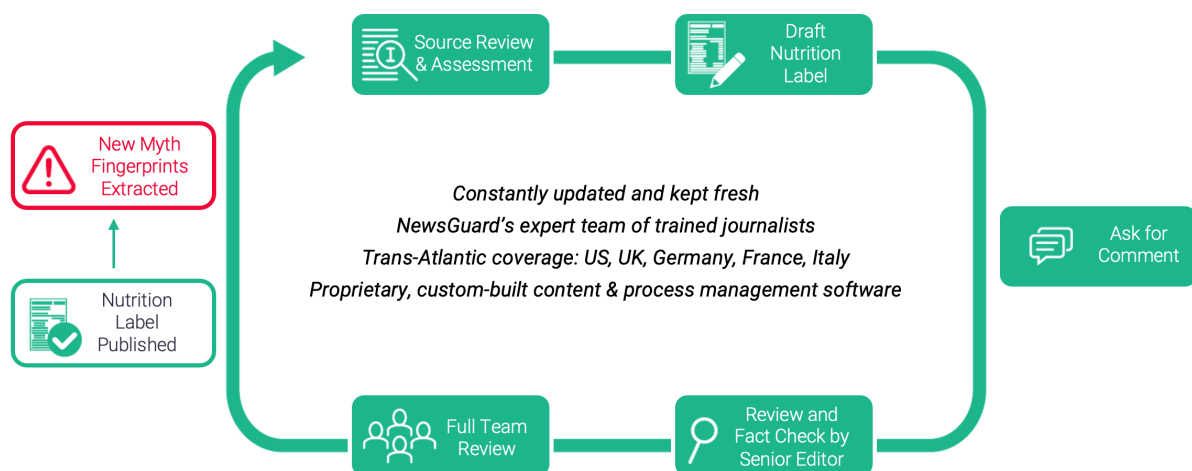 Source Review
& Assessment
Draft
Nutrition
Label
New Myth
Fingerprints
Extracted
Constantly updated and kept fresh
NewsGuard's expert team of trained journalists
Trans-Atlantic coverage: US, UK, Germany, France, Italy
Proprietary, custom-built content & process management software
Ask for
Comment
Nutrition
Label
Published
Full Team
Review
Review and
Fact Check by
Senior Editor